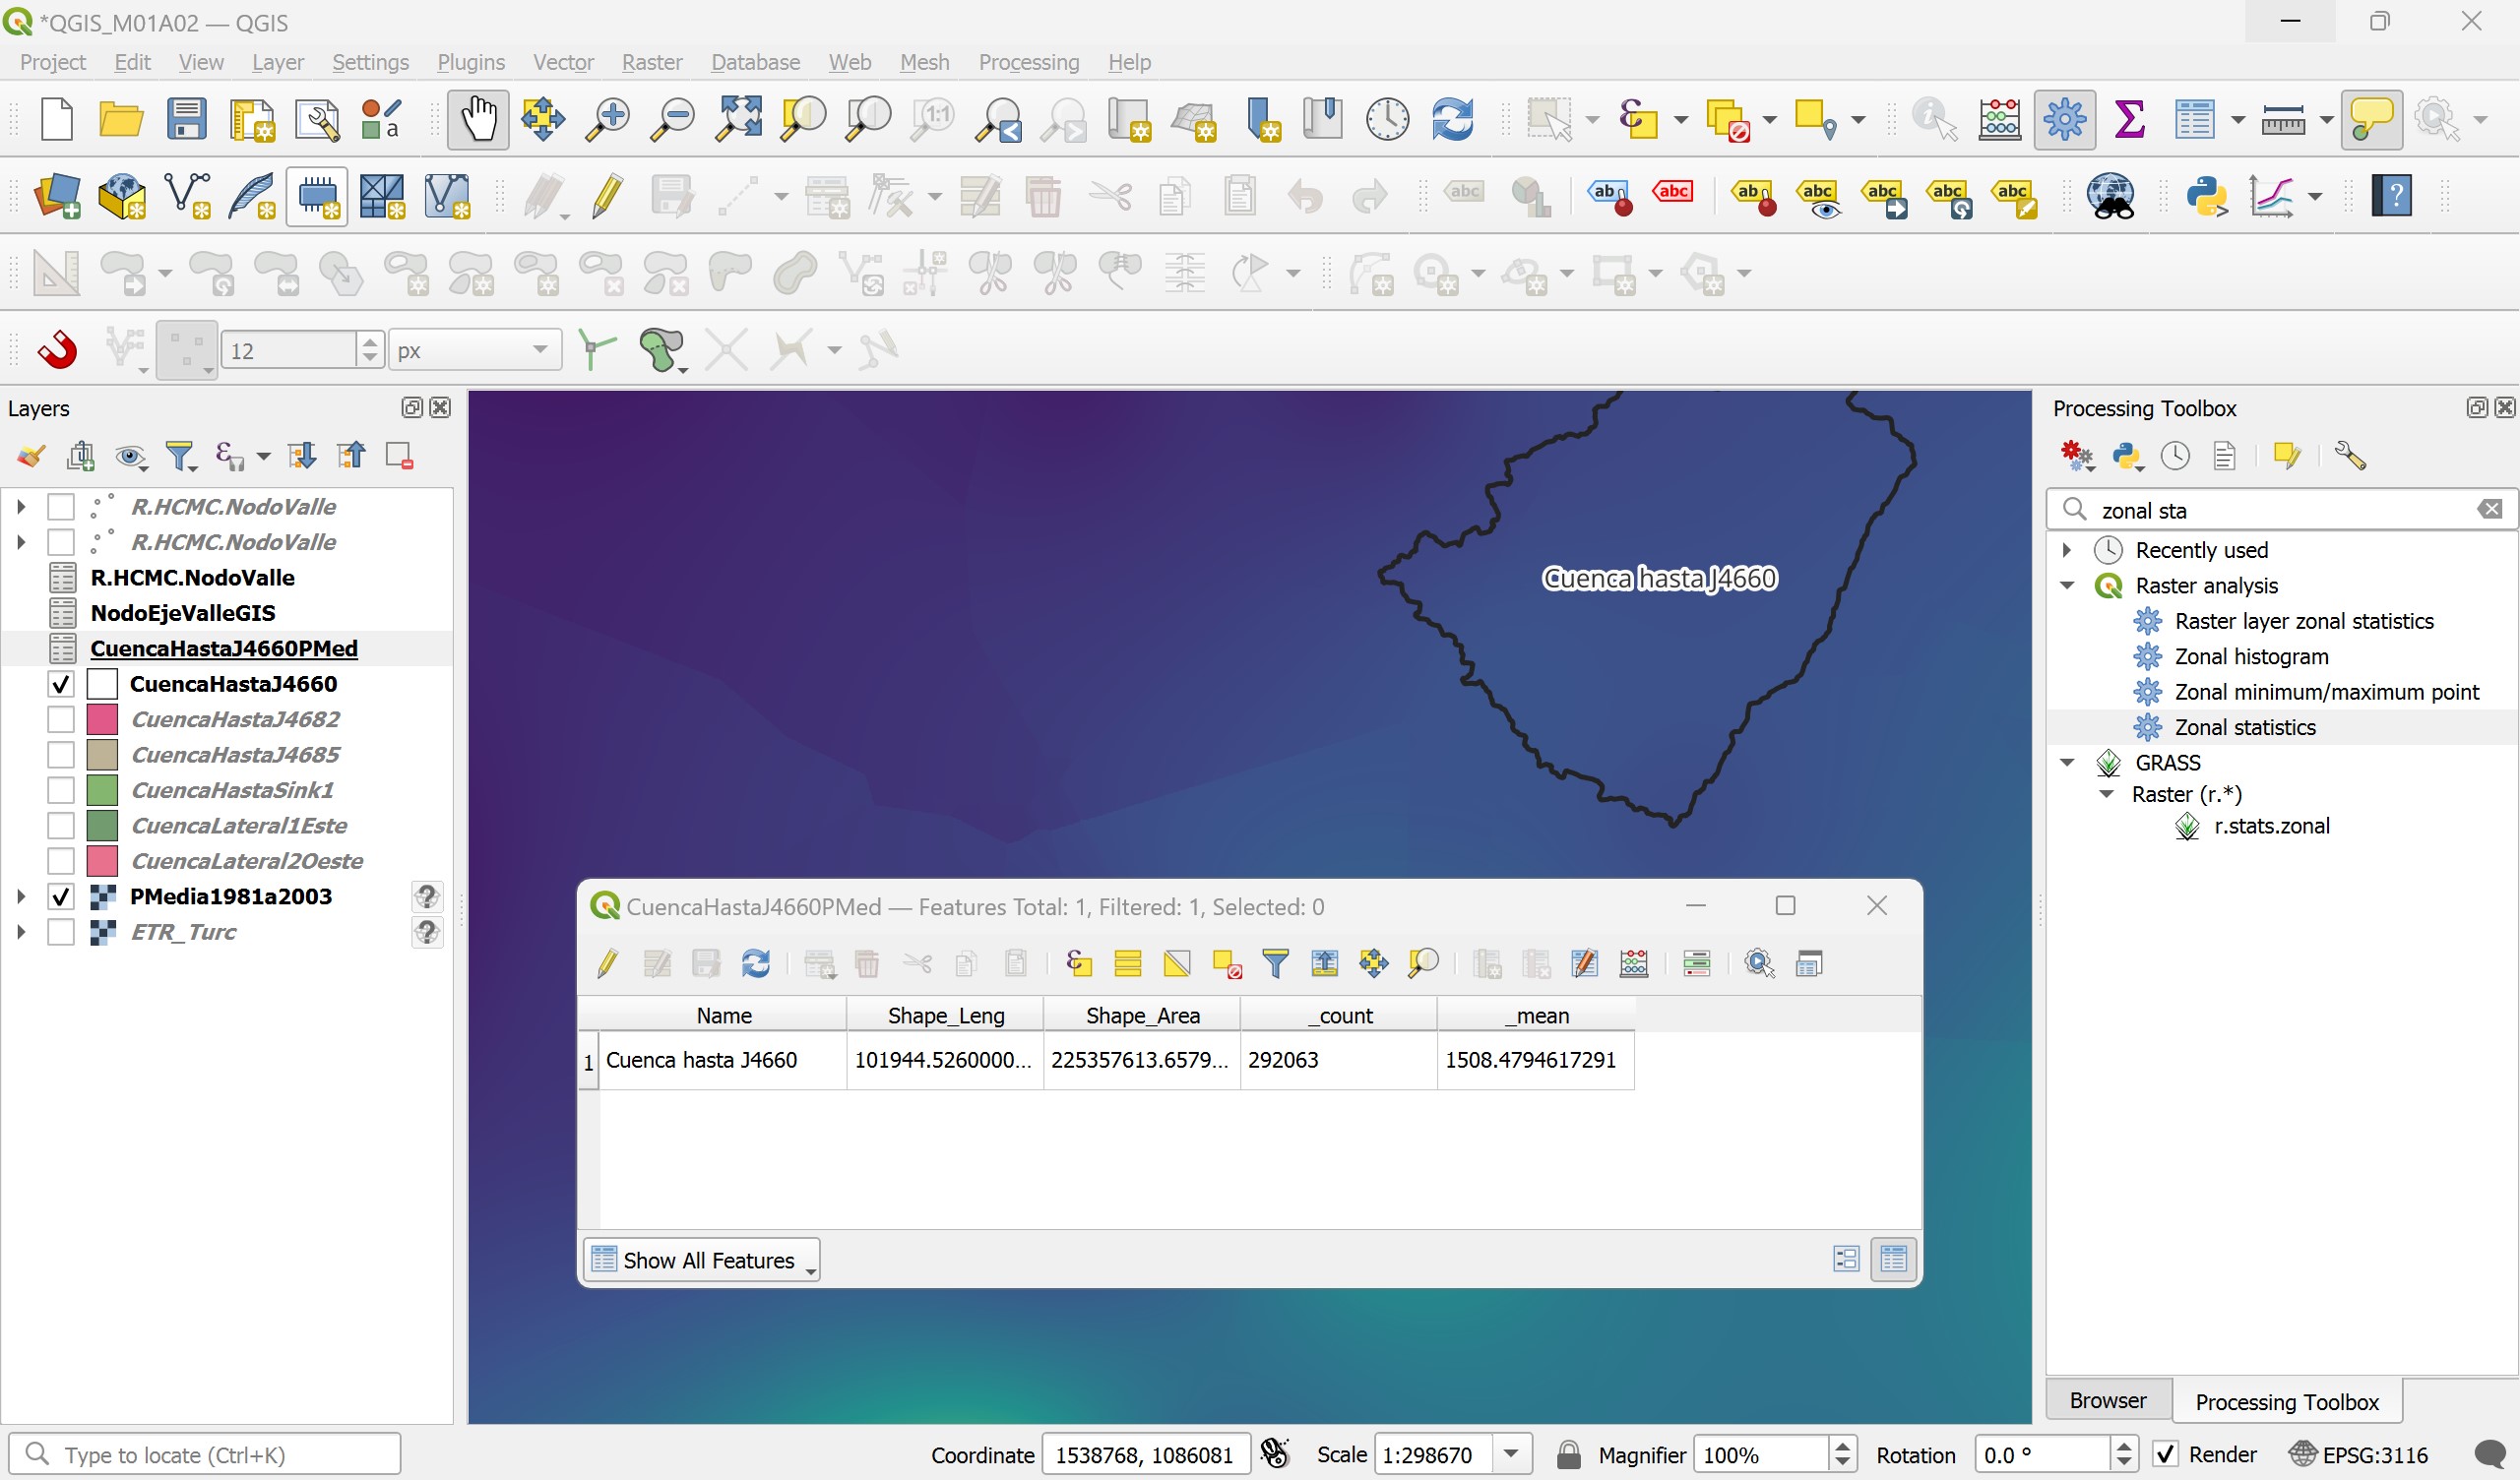 *QGIS_M01A02 — QGIS
Project Edit View Layer Settings Plugins Vector Raster Database Web Mesh Processing Help
12 px
Layers
R.HCMC.NodoValle
R.HCMC.NodoValle
R.HCMC.NodoValle
NodoEjeValleGIS
CuencaHastaJ4660PMed
CuencaHastaJ4660
CuencaHastaJ4682
CuencaHastaJ4685
CuencaHastaSink1
CuencaLateral1Este
CuencaLateral2Oeste
PMedia1981a2003
ETR_Turc
Cuenca hasta J4660
CuencaHastaJ4660PMed — Features Total: 1, Filtered: 1, Selected: 0
Name Shape_Leng Shape_Area _count _mean
1 Cuenca hasta J4660 101944.5260000... 225357613.6579... 292063 1508.4794617291
Show All Features
Processing Toolbox
zonal sta
Recently used
Raster analysis
Raster layer zonal statistics
Zonal histogram
Zonal minimum/maximum point
Zonal statistics
GRASS
Raster (r.*)
r.stats.zonal
Browser Processing Toolbox
Type to locate (Ctrl+K) Coordinate 1538768, 1086081 Scale 1:298670 Magnifier 100% Rotation 0.0 ° Render EPSG:3116